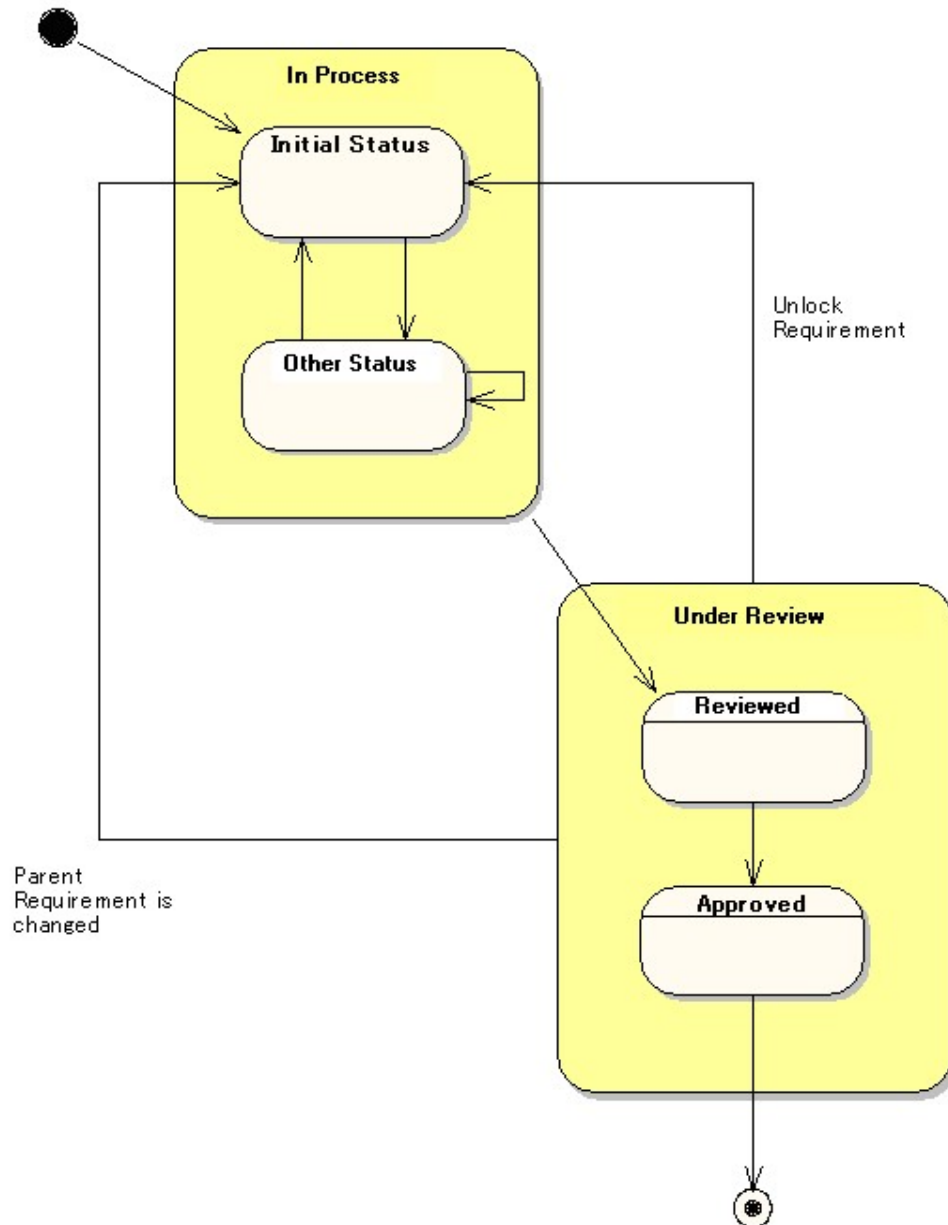 In Process
Initial Status
Unlock
Requirement
Other Status
Under Review
Reviewed
Parent
Requirement is
changed
Approved